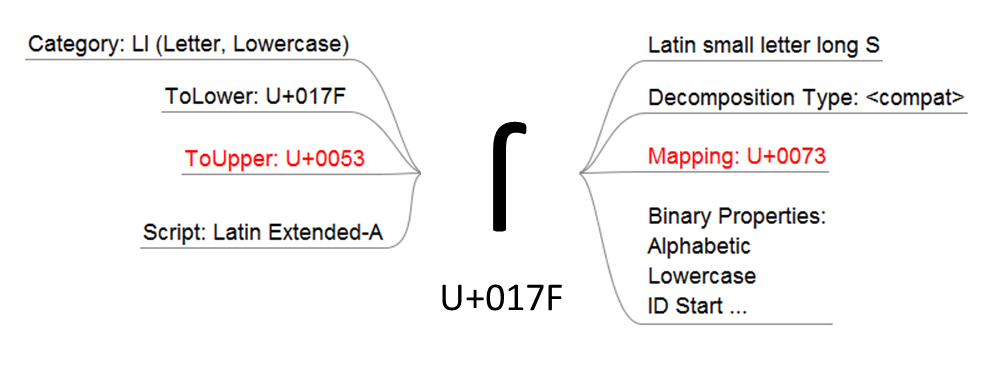 Category: Ll (Letter, Lowercase)
ToLower: U+017F
ToUpper: U+0053
Script: Latin Extended-A
ſ
U+017F
Latin small letter long S
Decomposition Type: <compat>
Mapping: U+0073
Binary Properties:
Alphabetic
Lowercase
ID Start ...